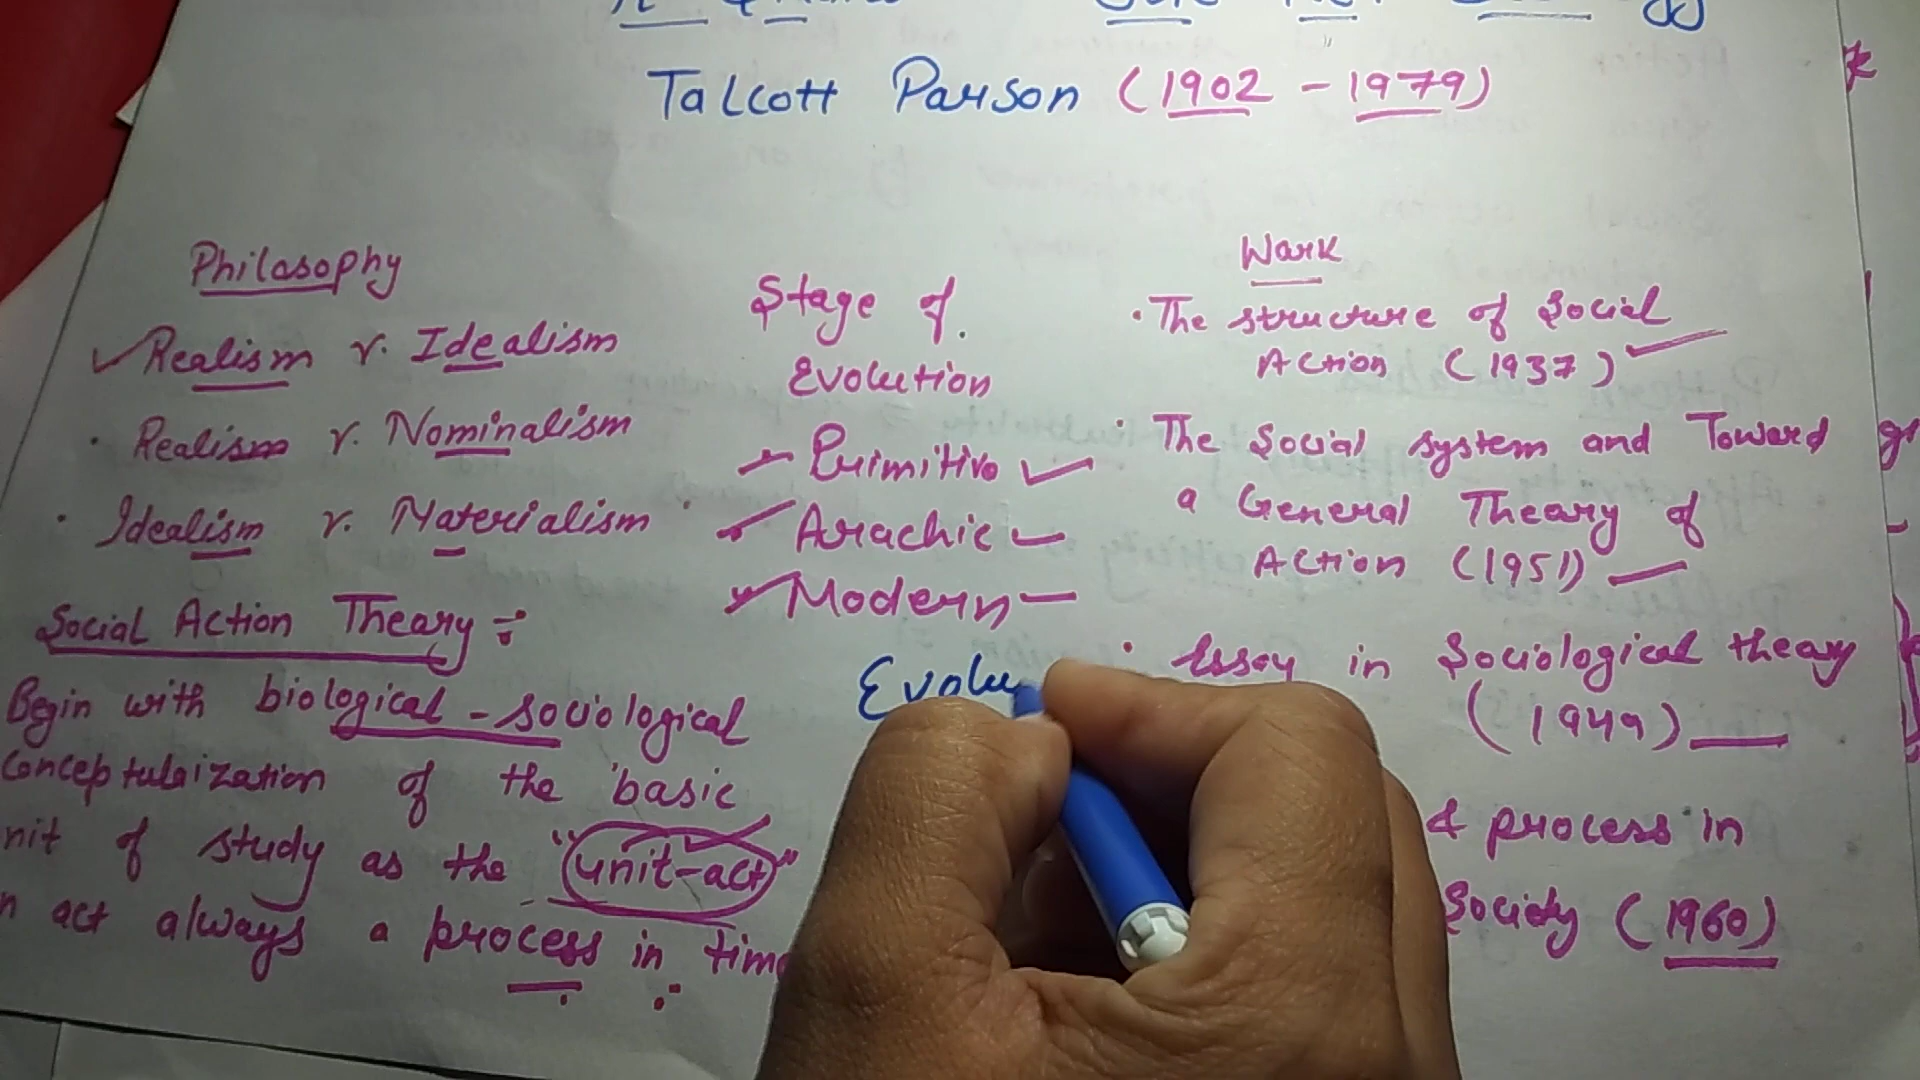 Talcott Parson (1902 - 1979)
Philosophy
Realism v. Idealism
Realism v. Nominalism
Idealism v. Materialism
Social Action Theory :-
Begin with biological - sociological
conceptulaization of the basic
nit of study as the "unit-act"
n act always a process in time
Stage of
Evolution
Primitive
Arachic
Modern
Evolu
Work
The structure of Social
Action (1937)
The Social system and Toward
a General Theory of
Action (1951)
Essay in Sociological theory
(1949)
& process in
Society (1960)